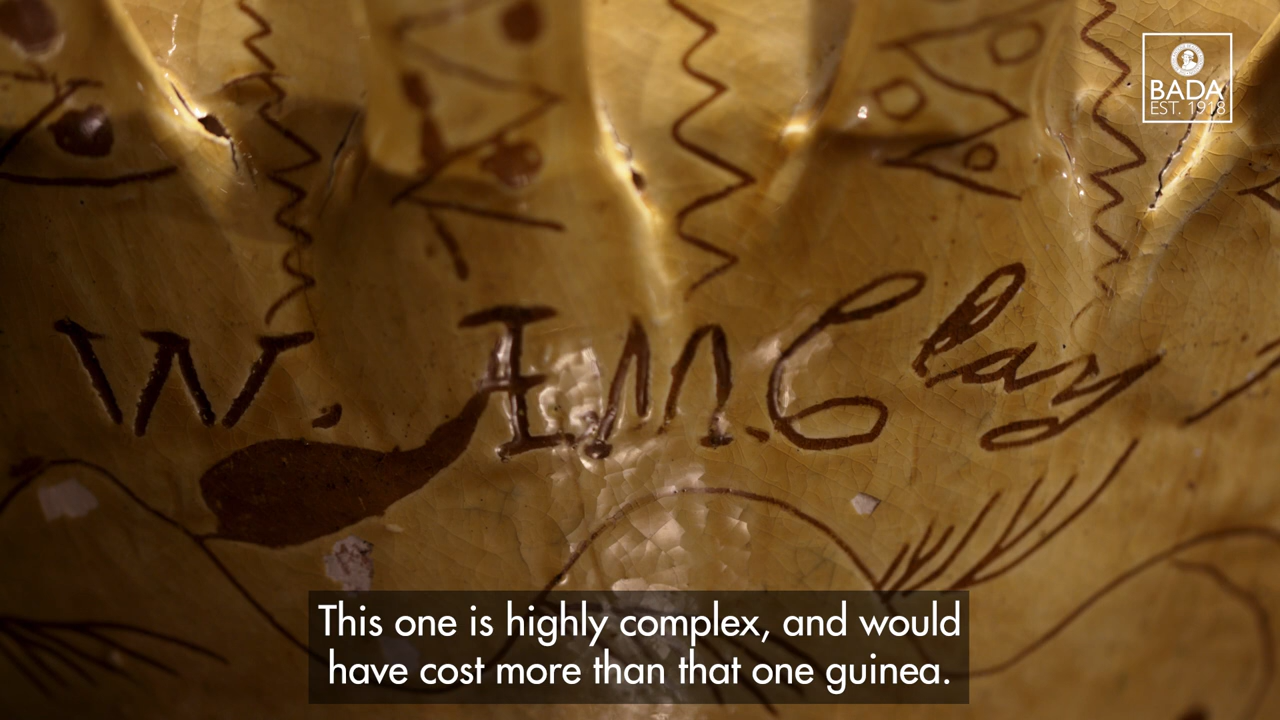 BADA
EST. 1918
W. I.M. Clay
This one is highly complex, and would
have cost more than that one guinea.